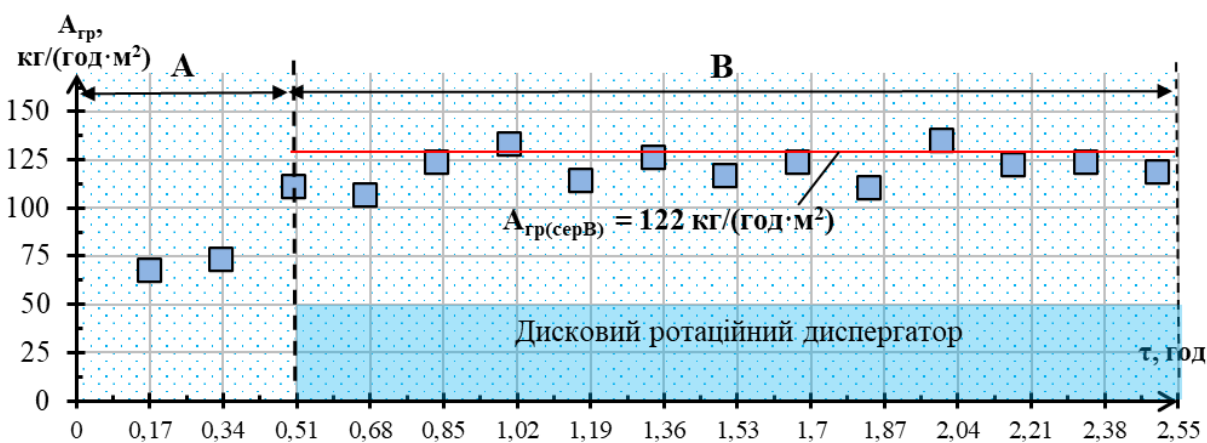 Aгр,
кг/(год·м²)
А
В
150
125
100
75
50
25
0
Aгр(серВ) = 122 кг/(год·м²)
Дисковий ротаційний диспергатор
τ, год
0 0,17 0,34 0,51 0,68 0,85 1,02 1,19 1,36 1,53 1,7 1,87 2,04 2,21 2,38 2,55